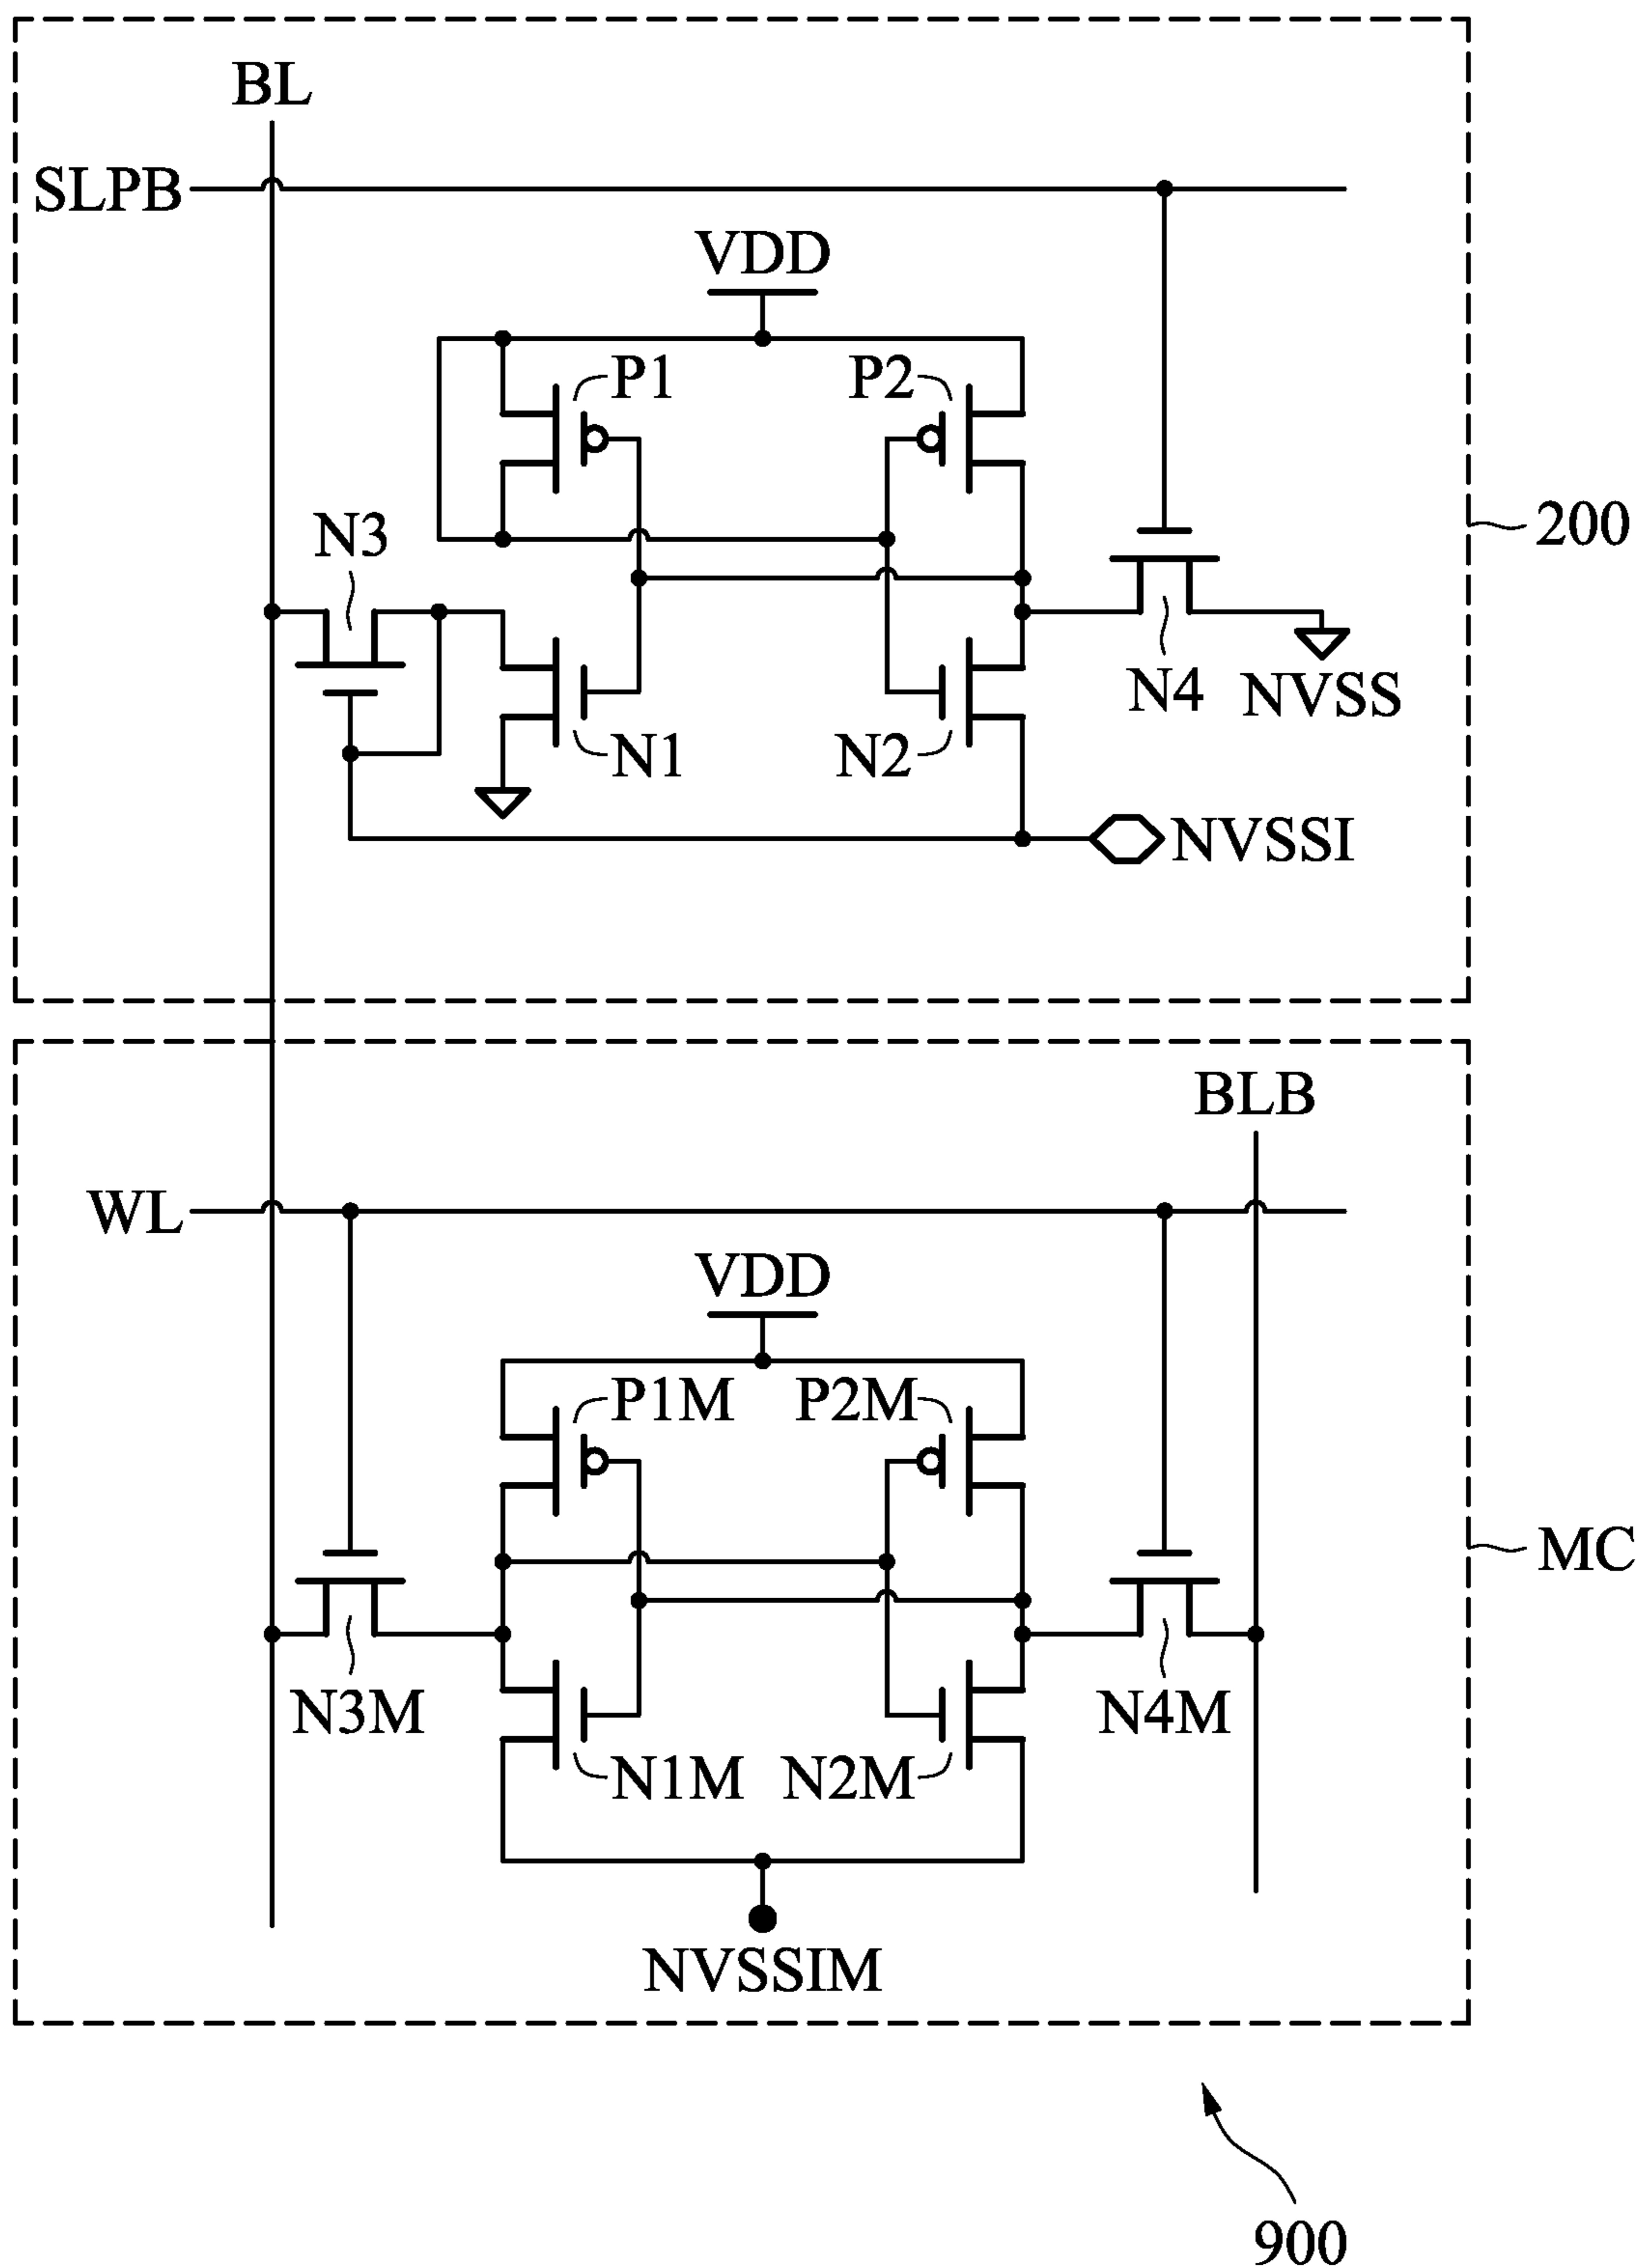 BL
SLPB
VDD
P1
P2
N3
200
N4
NVSS
N1
N2
NVSSI
BLB
WL
VDD
P1M
P2M
MC
N3M
N4M
N1M
N2M
NVSSIM
900